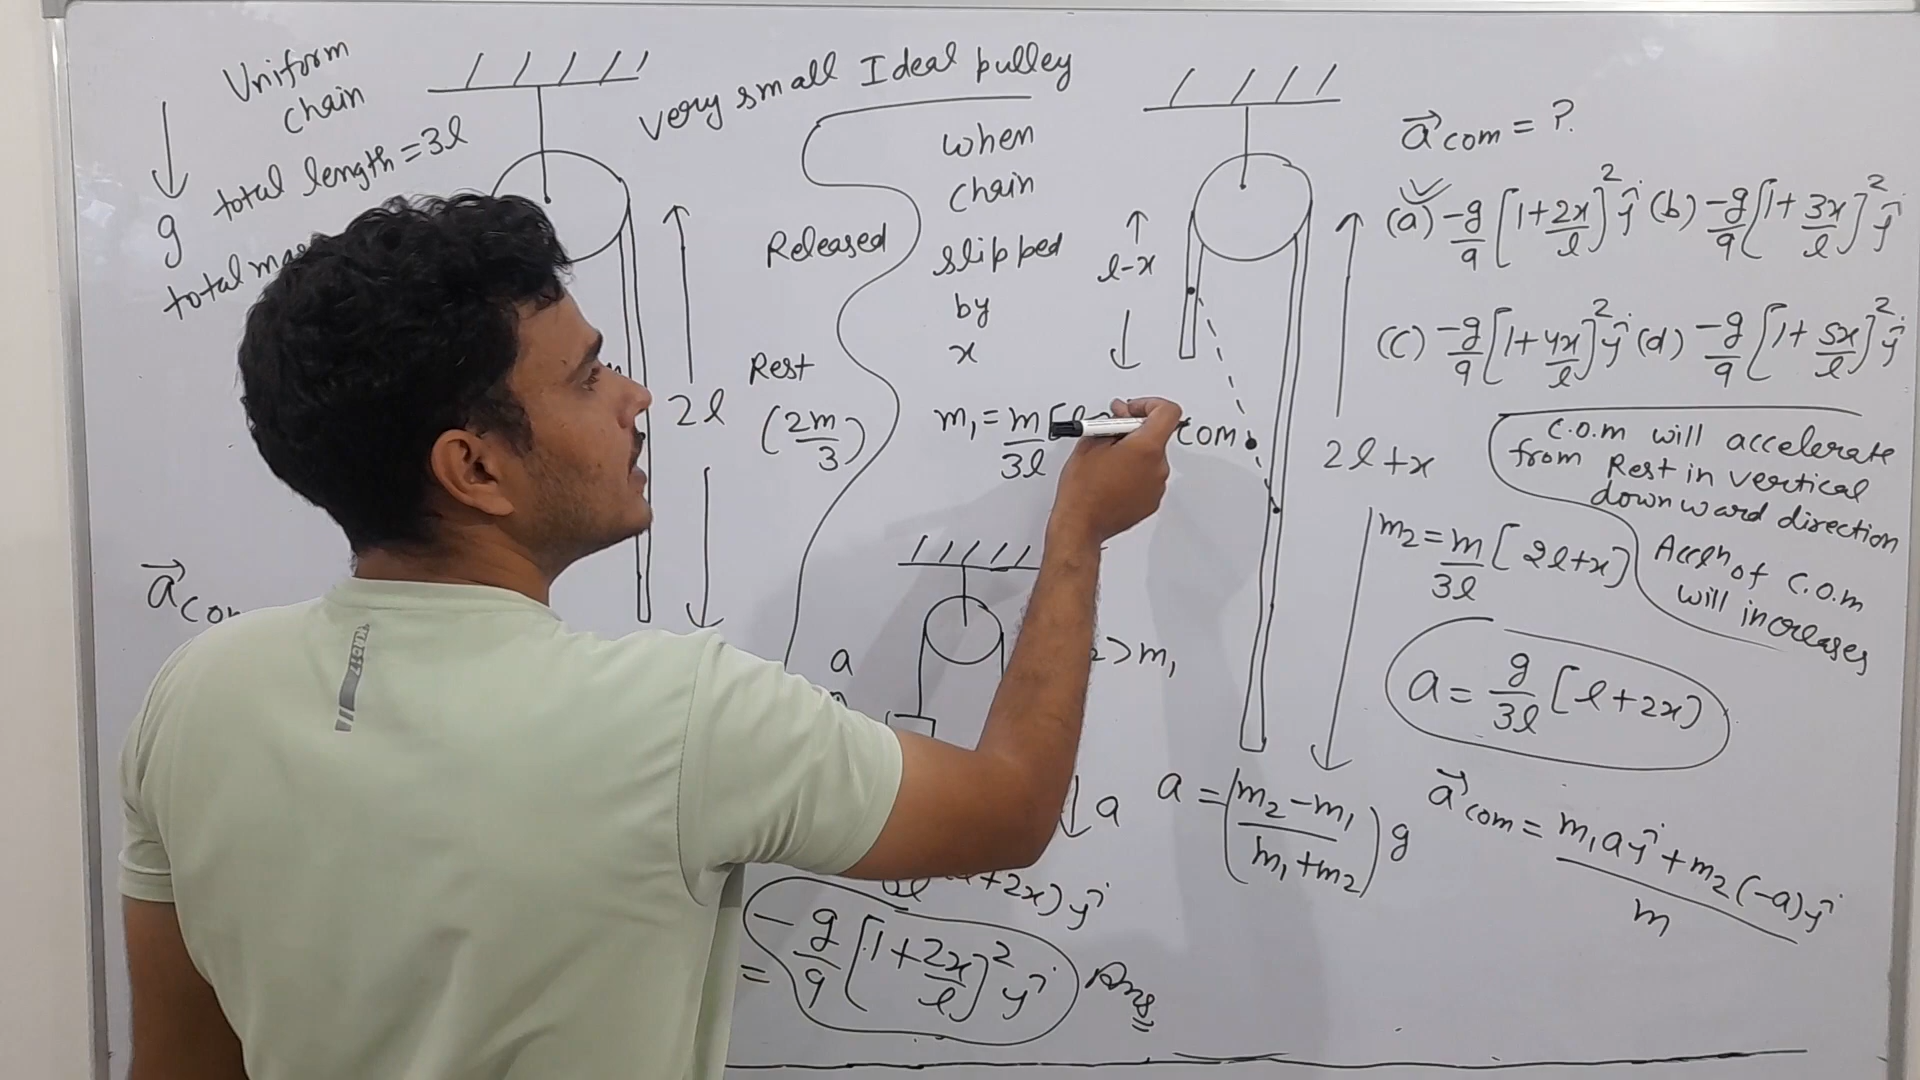 Uniform
chain
total length = 3l
g
2l
very small Ideal pulley
Released
Rest
(2m/3)
when
chain
slipped
by
x
m₁ = m/3l [
l-x
com
2l+x
a⃗com = ?
(a) -g/9 [1+2x/l]² ĵ (b) -g/9 [1+3x/l]² ĵ
(c) -g/9 [1+4x/l]² ĵ (d) -g/9 [1+5x/l]² ĵ
C.o.m will accelerate
from Rest in vertical
downward direction
Acclⁿ of C.o.m
will increases
m₂ = m/3l [2l+x]
a = g/3l [l+2x]
a
>m₁
a
a = (m₂-m₁/m₁+m₂) g
a⃗com = m₁aĵ + m₂(-a)ĵ/m
+2x) ĵ
= -g/9 [1+2x/l]² ĵ Ans